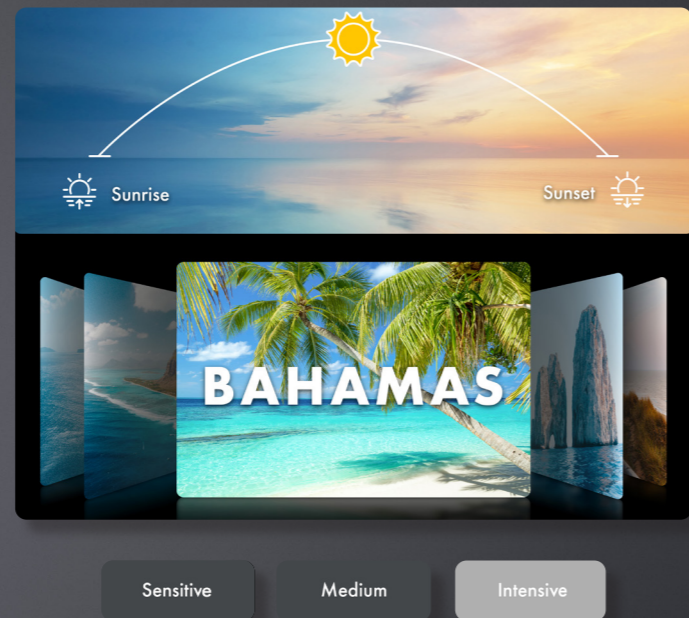 Sunrise
Sunset
BAHAMAS
Sensitive
Medium
Intensive